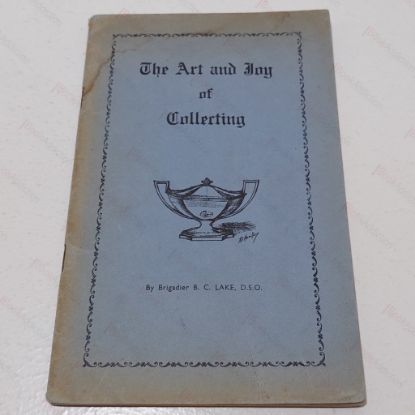 The Art and Joy
of
Collecting
By Brigadier B. C. LAKE, D.S.O.